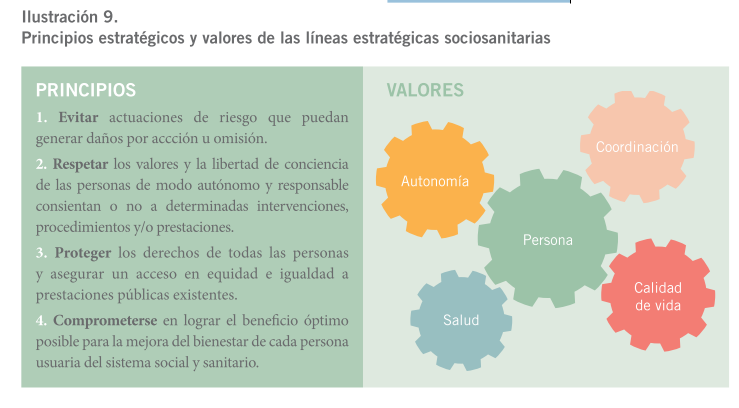 Ilustración 9.
Principios estratégicos y valores de las líneas estratégicas sociosanitarias
PRINCIPIOS
1. Evitar actuaciones de riesgo que puedan
generar daños por accción u omisión.
2. Respetar los valores y la libertad de conciencia
de las personas de modo autónomo y responsable
consientan o no a determinadas intervenciones,
procedimientos y/o prestaciones.
3. Proteger los derechos de todas las personas
y asegurar un acceso en equidad e igualdad a
prestaciones públicas existentes.
4. Comprometerse en lograr el beneficio óptimo
posible para la mejora del bienestar de cada persona
usuaria del sistema social y sanitario.
VALORES
Coordinación
Autonomía
Persona
Calidad
de vida
Salud